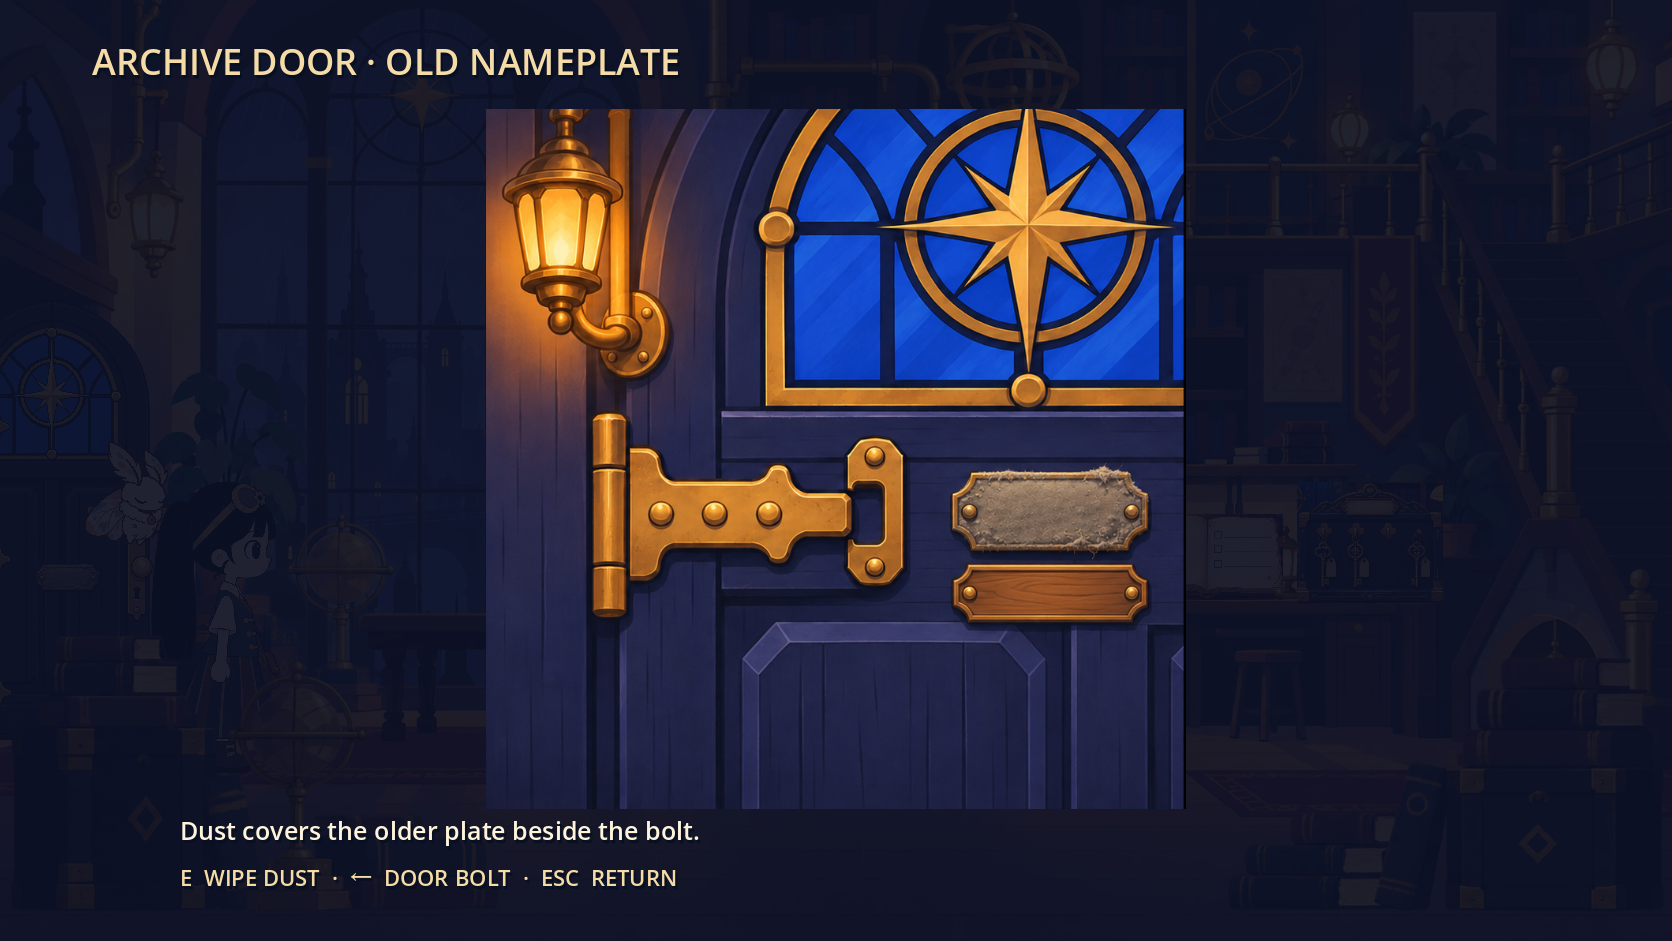 ARCHIVE DOOR · OLD NAMEPLATE
Dust covers the older plate beside the bolt.
E WIPE DUST · ← DOOR BOLT · ESC RETURN